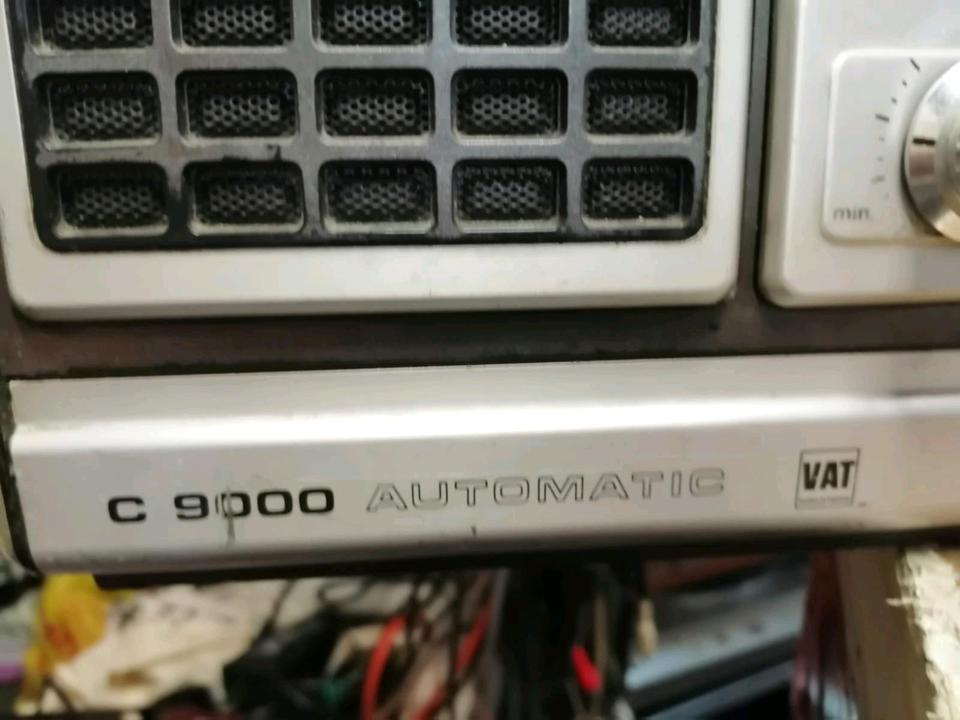 min.
C 9000 AUTOMATIC VAT